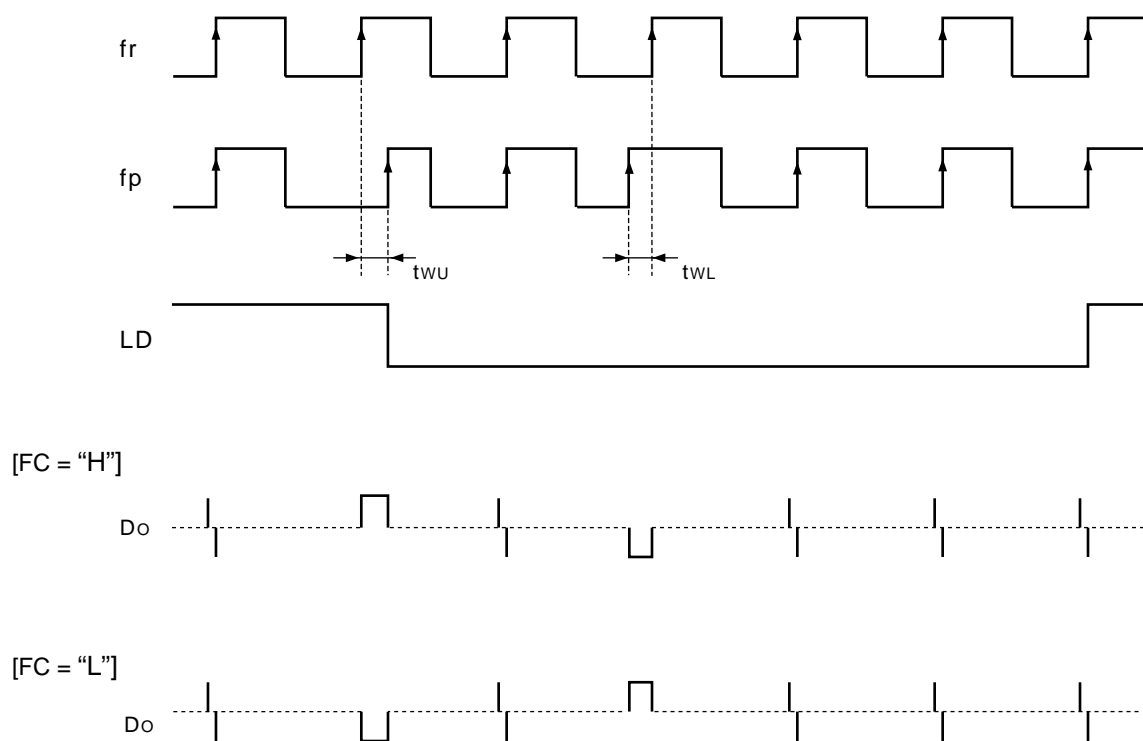 fr
fp
tWU
tWL
LD
[FC = “H”]
DO
[FC = “L”]
DO